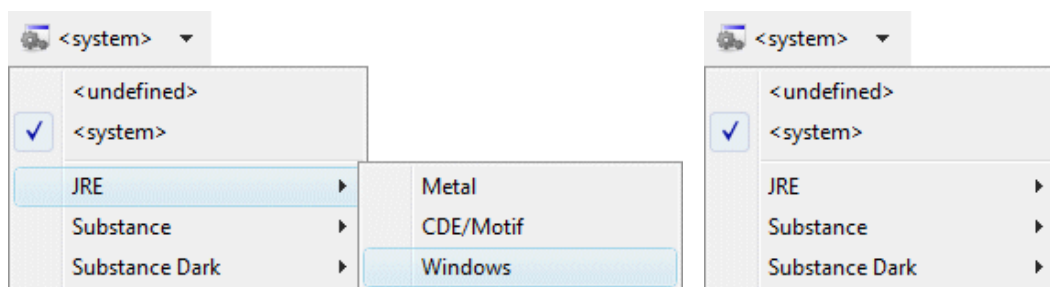 <system>
<undefined>
<system>
JRE
Substance
Substance Dark
Metal
CDE/Motif
Windows
<system>
<undefined>
<system>
JRE
Substance
Substance Dark